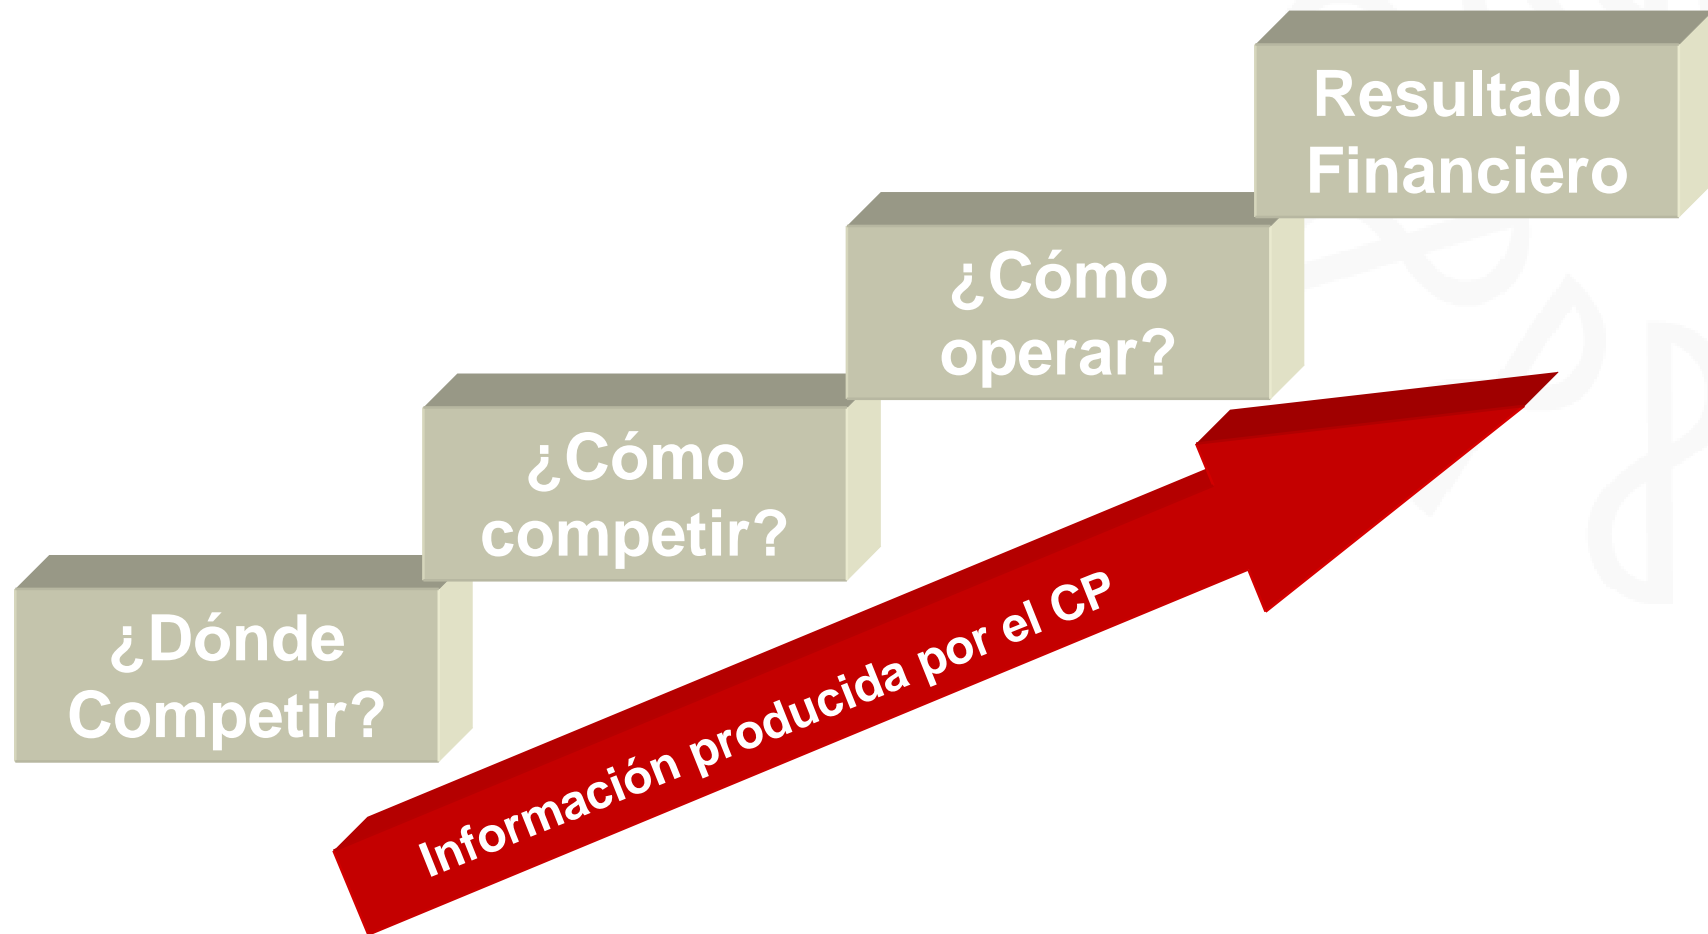 Resultado
Financiero
¿Cómo
operar?
¿Cómo
competir?
¿Dónde
Competir?
Información producida por el CP